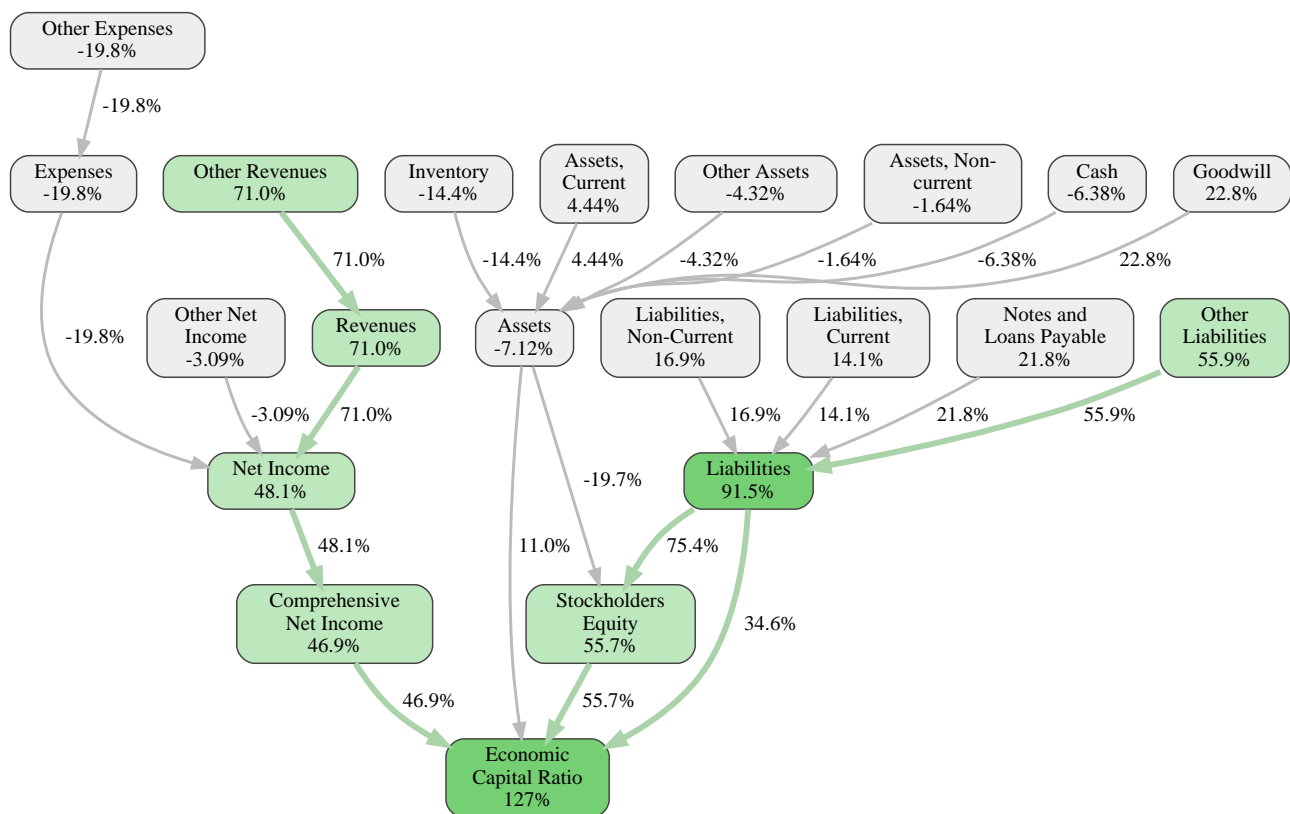 Other Expenses
-19.8%
-19.8%
Expenses
-19.8%
Other Revenues
71.0%
Inventory
-14.4%
Assets,
Current
4.44%
Other Assets
-4.32%
Assets, Non-
current
-1.64%
Cash
-6.38%
Goodwill
22.8%
71.0%
-14.4%
4.44%
-4.32%
-1.64%
-6.38%
22.8%
-19.8%
Other Net
Income
-3.09%
Revenues
71.0%
Assets
-7.12%
Liabilities,
Non-Current
16.9%
Liabilities,
Current
14.1%
Notes and
Loans Payable
21.8%
Other
Liabilities
55.9%
-3.09%
71.0%
16.9%
14.1%
21.8%
55.9%
Net Income
48.1%
-19.7%
Liabilities
91.5%
48.1%
11.0%
75.4%
Comprehensive
Net Income
46.9%
Stockholders
Equity
55.7%
34.6%
46.9%
55.7%
Economic
Capital Ratio
127%